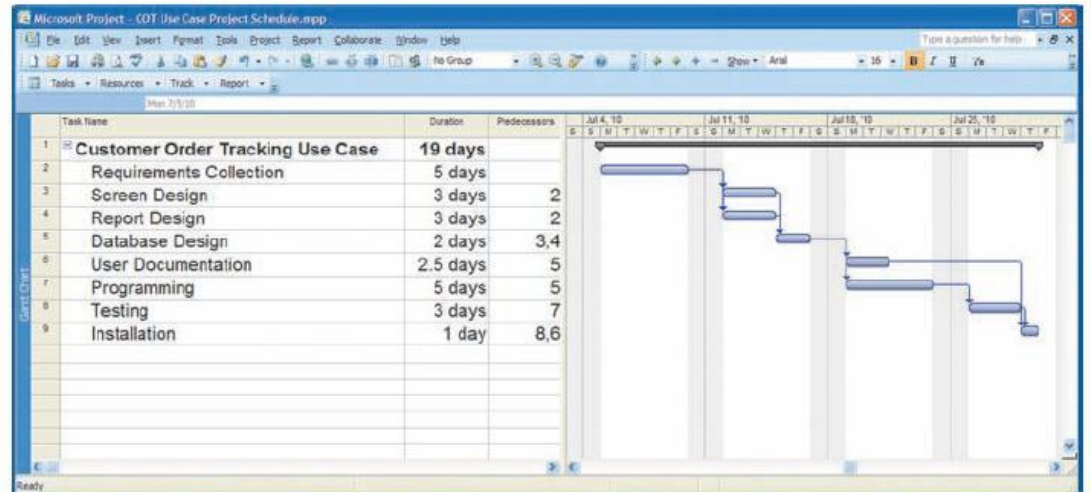 Microsoft Project - COT Use Case Project Schedule.mpp
File Edit View Insert Format Tools Project Report Collaborate Window Help Type a question for help
No Group Show Arial 16 B I U
Tasks Resources Track Report
Mon 7/5/10
Task Name Duration Predecessors Jul 4, '10 Jul 11, '10 Jul 18, '10 Jul 25, '10
S S M T W T F S S M T W T F S S M T W T F S S M T W T F
1 Customer Order Tracking Use Case 19 days
2 Requirements Collection 5 days
3 Screen Design 3 days 2
4 Report Design 3 days 2
5 Database Design 2 days 3,4
6 User Documentation 2.5 days 5
7 Programming 5 days 5
8 Testing 3 days 7
9 Installation 1 day 8,6
Gantt Chart
Ready